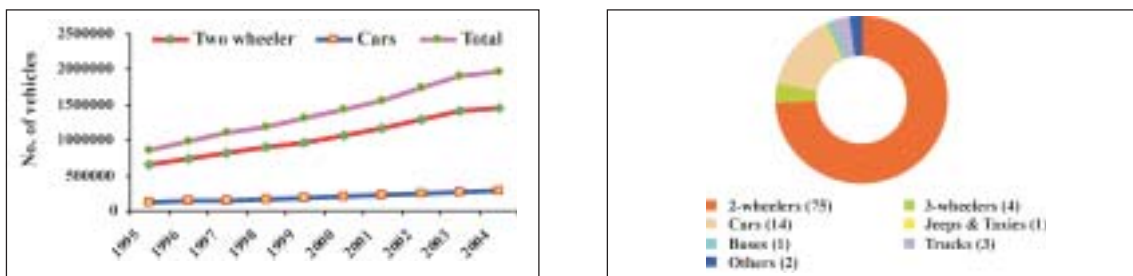 2500000
Two wheeler Cars Total
2000000
1500000
1000000
500000
0
No. of vehicles
1995 1996 1997 1998 1999 2000 2001 2002 2003 2004
2-wheelers (75) 3-wheelers (4)
Cars (14) Jeeps & Taxies (1)
Buses (1) Trucks (3)
Others (2)